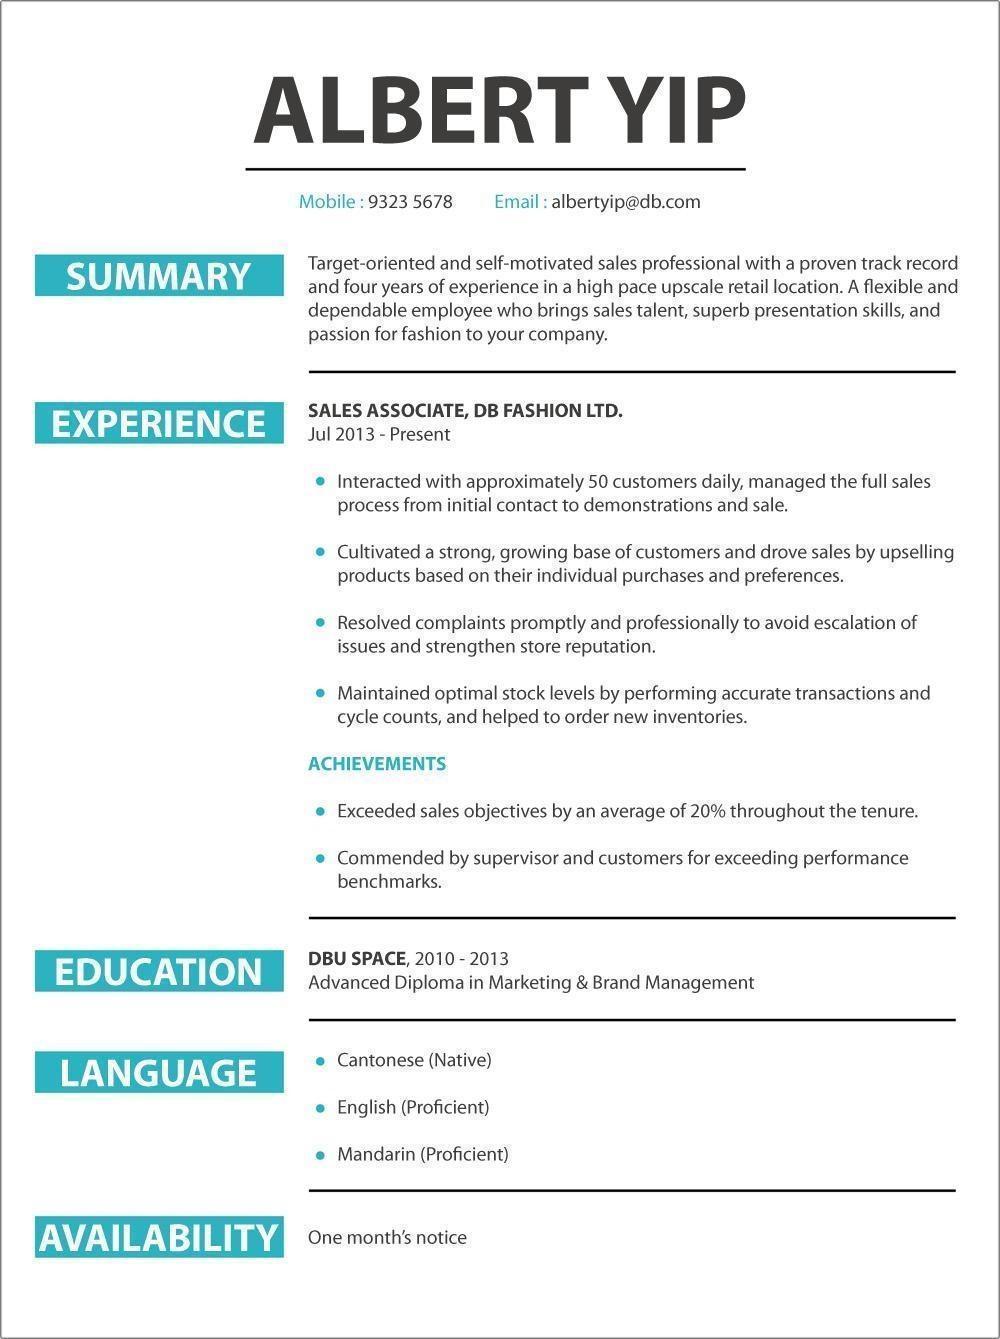 ALBERT YIP
Mobile : 9323 5678 Email : albertyip@db.com
SUMMARY
Target-oriented and self-motivated sales professional with a proven track record
and four years of experience in a high pace upscale retail location. A flexible and
dependable employee who brings sales talent, superb presentation skills, and
passion for fashion to your company.
EXPERIENCE
SALES ASSOCIATE, DB FASHION LTD.
Jul 2013 - Present
• Interacted with approximately 50 customers daily, managed the full sales
process from initial contact to demonstrations and sale.
• Cultivated a strong, growing base of customers and drove sales by upselling
products based on their individual purchases and preferences.
• Resolved complaints promptly and professionally to avoid escalation of
issues and strengthen store reputation.
• Maintained optimal stock levels by performing accurate transactions and
cycle counts, and helped to order new inventories.
ACHIEVEMENTS
• Exceeded sales objectives by an average of 20% throughout the tenure.
• Commended by supervisor and customers for exceeding performance
benchmarks.
EDUCATION
DBU SPACE, 2010 - 2013
Advanced Diploma in Marketing & Brand Management
LANGUAGE
• Cantonese (Native)
• English (Proficient)
• Mandarin (Proficient)
AVAILABILITY
One month’s notice